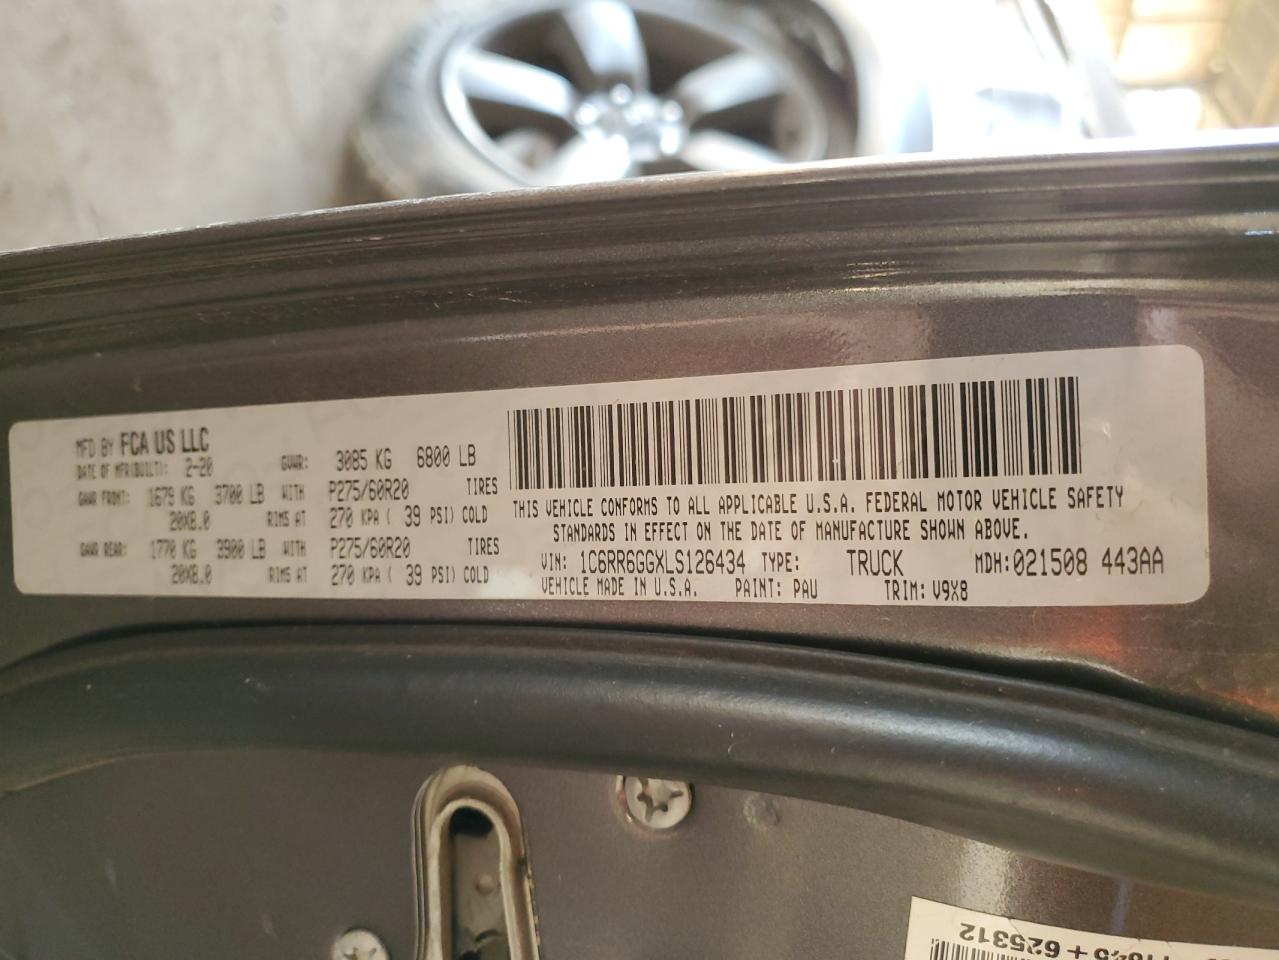 MFD BY FCA US LLC
DATE OF MFR(BUILT): 2-20 GVWR: 3085 KG 6800 LB
GAWR FRONT: 1679 KG 3700 LB WITH P275/60R20 TIRES
20X8.0 RIMS AT 270 KPA ( 39 PSI) COLD
GAWR REAR: 1770 KG 3900 LB WITH P275/60R20 TIRES
20X8.0 RIMS AT 270 KPA ( 39 PSI) COLD
THIS VEHICLE CONFORMS TO ALL APPLICABLE U.S.A. FEDERAL MOTOR VEHICLE SAFETY
STANDARDS IN EFFECT ON THE DATE OF MANUFACTURE SHOWN ABOVE.
VIN: 1C6RR6GGXLS126434 TYPE: TRUCK MDH:021508 443AA
VEHICLE MADE IN U.S.A. PAINT: PAU TRIM: V9X8
+ 625312